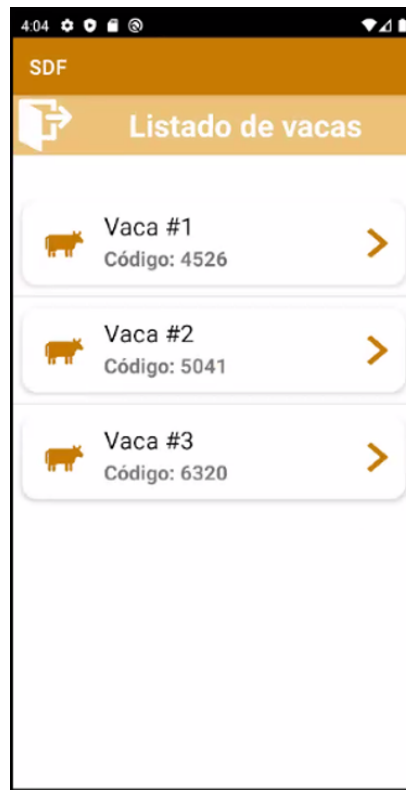 4:04
SDF
Listado de vacas
Vaca #1
Código: 4526
Vaca #2
Código: 5041
Vaca #3
Código: 6320